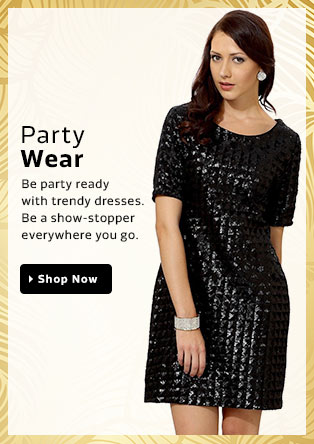 Party
Wear
Be party ready
with trendy dresses.
Be a show-stopper
everywhere you go.
Shop Now